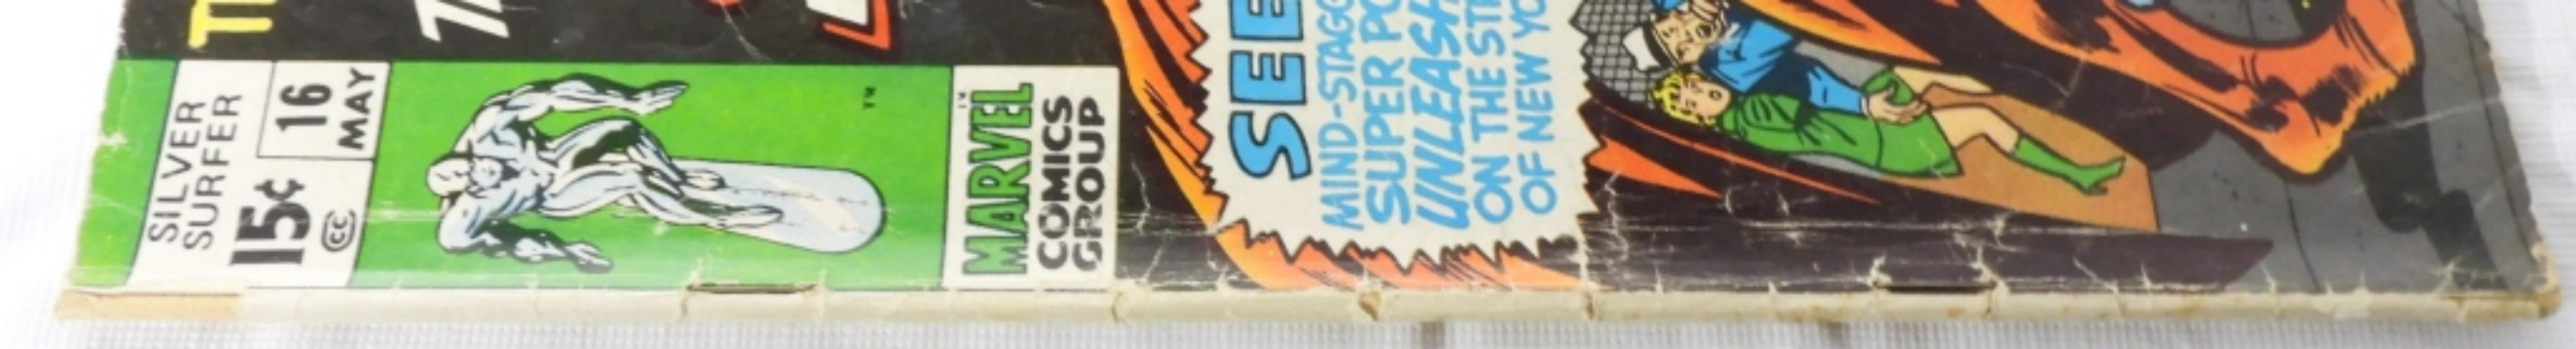 SILVER
SURFER
16
MAY
15¢
CC
TM
TM
MARVEL
COMICS
GROUP
SEE
MIND-STAGG
SUPER PO
UNLEASH
ON THE ST
OF NEW YO